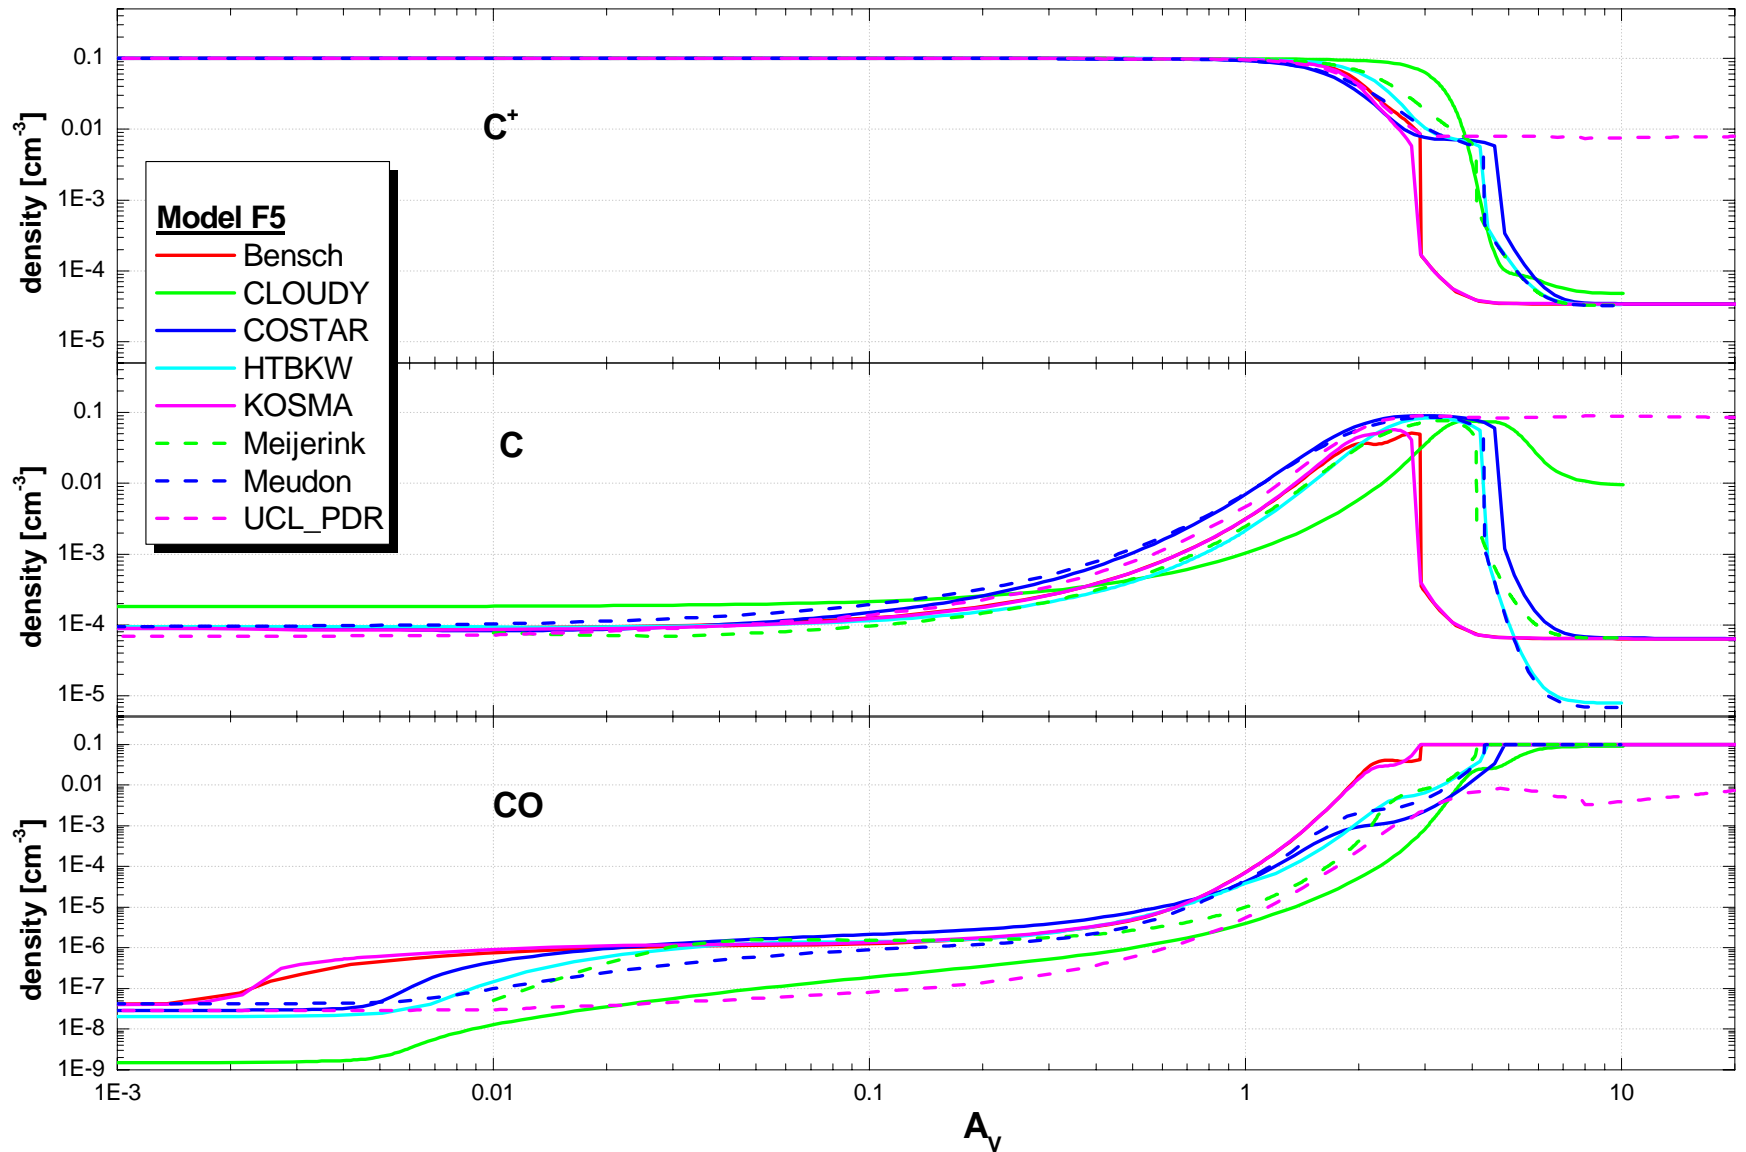 0.1
0.01
1E-3
1E-4
1E-5
density [cm-3]
C+
Model F5
Bensch
CLOUDY
COSTAR
HTBKW
KOSMA
Meijerink
Meudon
UCL_PDR
0.1
0.01
1E-3
1E-4
1E-5
density [cm-3]
C
0.1
0.01
1E-3
1E-4
1E-5
1E-6
1E-7
1E-8
1E-9
density [cm-3]
CO
1E-3 0.01 0.1 1 10
AV